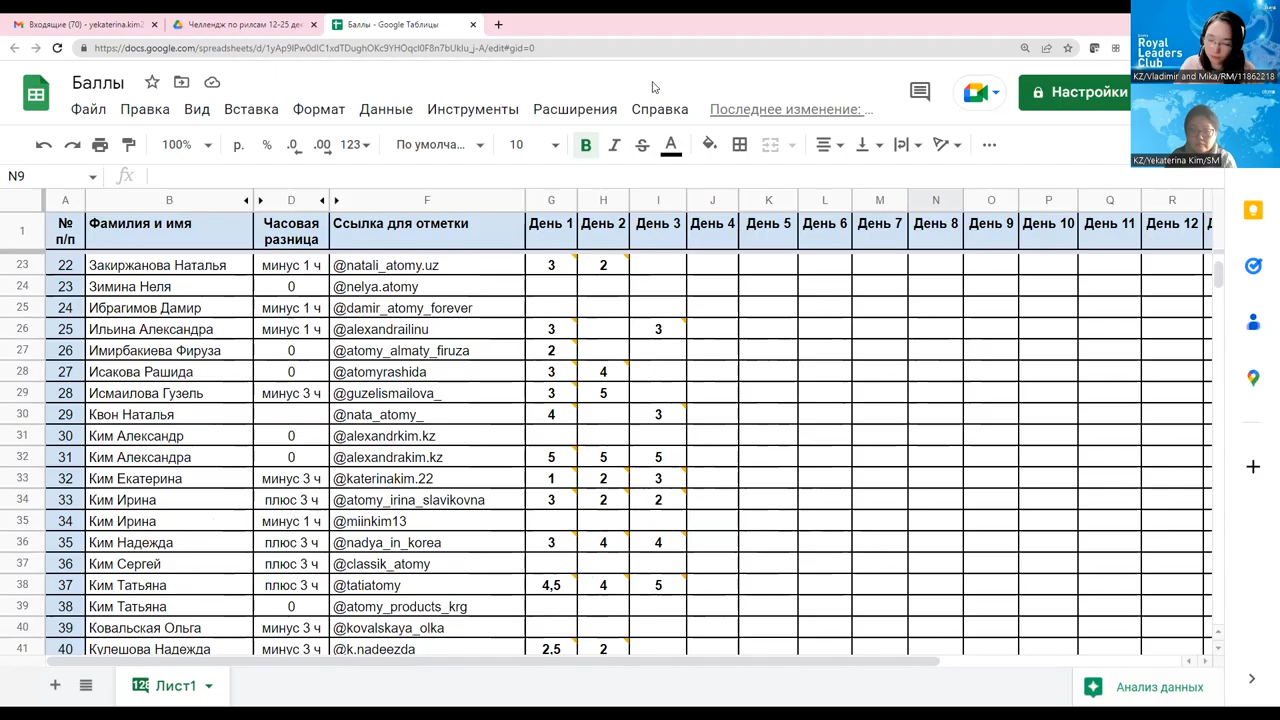 Входящие (70) - yekaterina.kim2
Челлендж по рилсам 12-25 де
Баллы - Google Таблицы
https://docs.google.com/spreadsheets/d/1yAp9IPw0dIC1xdTDughOKc9YHOqcl0F8n7bUkIu_j-A/edit#gid=0
Royal
Leaders
Club
KZ/Vladimir and Mika/RM/11862218
KZ/Yekaterina Kim/SM
Баллы
Файл Правка Вид Вставка Формат Данные Инструменты Расширения Справка Последнее изменение: ...
Настройки
100% р. .0 .00 123 По умолча... 10 B I S A
N9 fx
A B D F G H I J K L M N O P Q R
1 № п/п Фамилия и имя Часовая разница Ссылка для отметки День 1 День 2 День 3 День 4 День 5 День 6 День 7 День 8 День 9 День 10 День 11 День 12
23 22 Закиржанова Наталья минус 1 ч @natali_atomy.uz 3 2
24 23 Зимина Неля 0 @nelya.atomy
25 24 Ибрагимов Дамир минус 1 ч @damir_atomy_forever
26 25 Ильина Александра минус 1 ч @alexandrailinu 3 3
27 26 Имирбакиева Фируза 0 @atomy_almaty_firuza 2
28 27 Исакова Рашида 0 @atomyrashida 3 4
29 28 Исмаилова Гузель минус 3 ч @guzelismailova_ 3 5
30 29 Квон Наталья @nata_atomy_ 4 3
31 30 Ким Александр 0 @alexandrkim.kz
32 31 Ким Александра 0 @alexandrakim.kz 5 5 5
33 32 Ким Екатерина минус 3 ч @katerinakim.22 1 2 3
34 33 Ким Ирина плюс 3 ч @atomy_irina_slavikovna 3 2 2
35 34 Ким Ирина минус 1 ч @miinkim13
36 35 Ким Надежда плюс 3 ч @nadya_in_korea 3 4 4
37 36 Ким Сергей плюс 3 ч @classik_atomy
38 37 Ким Татьяна плюс 3 ч @tatiatomy 4,5 4 5
39 38 Ким Татьяна 0 @atomy_products_krg
40 39 Ковальская Ольга минус 3 ч @kovalskaya_olka
41 40 Кулешова Надежда минус 3 ч @k.nadeezda 2,5 2
Лист1
Анализ данных